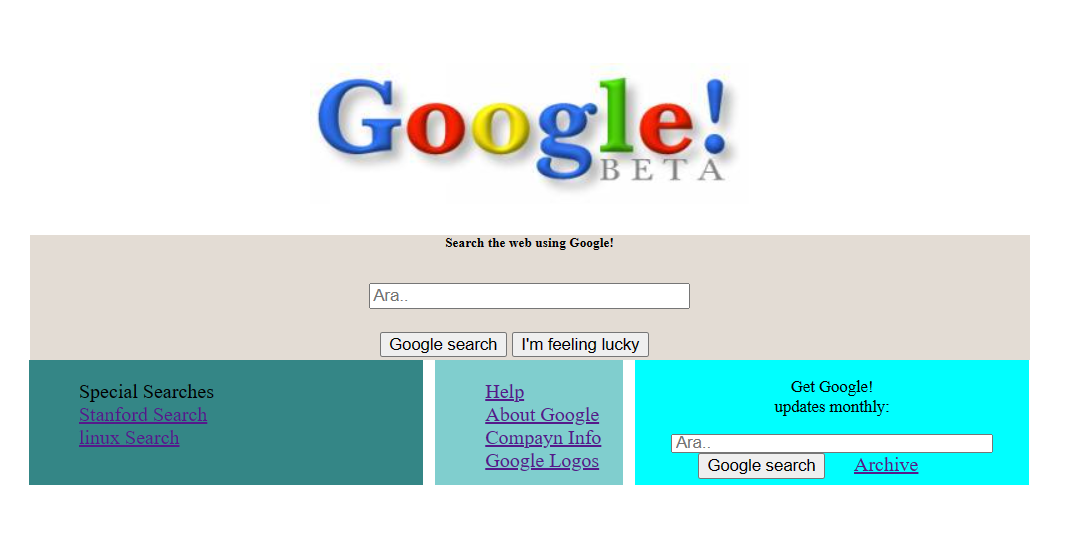 Google!
BETA
Search the web using Google!
Ara..
Google search I'm feeling lucky
Special Searches
Stanford Search
linux Search
Help
About Google
Compayn Info
Google Logos
Get Google!
updates monthly:
Ara..
Google search Archive